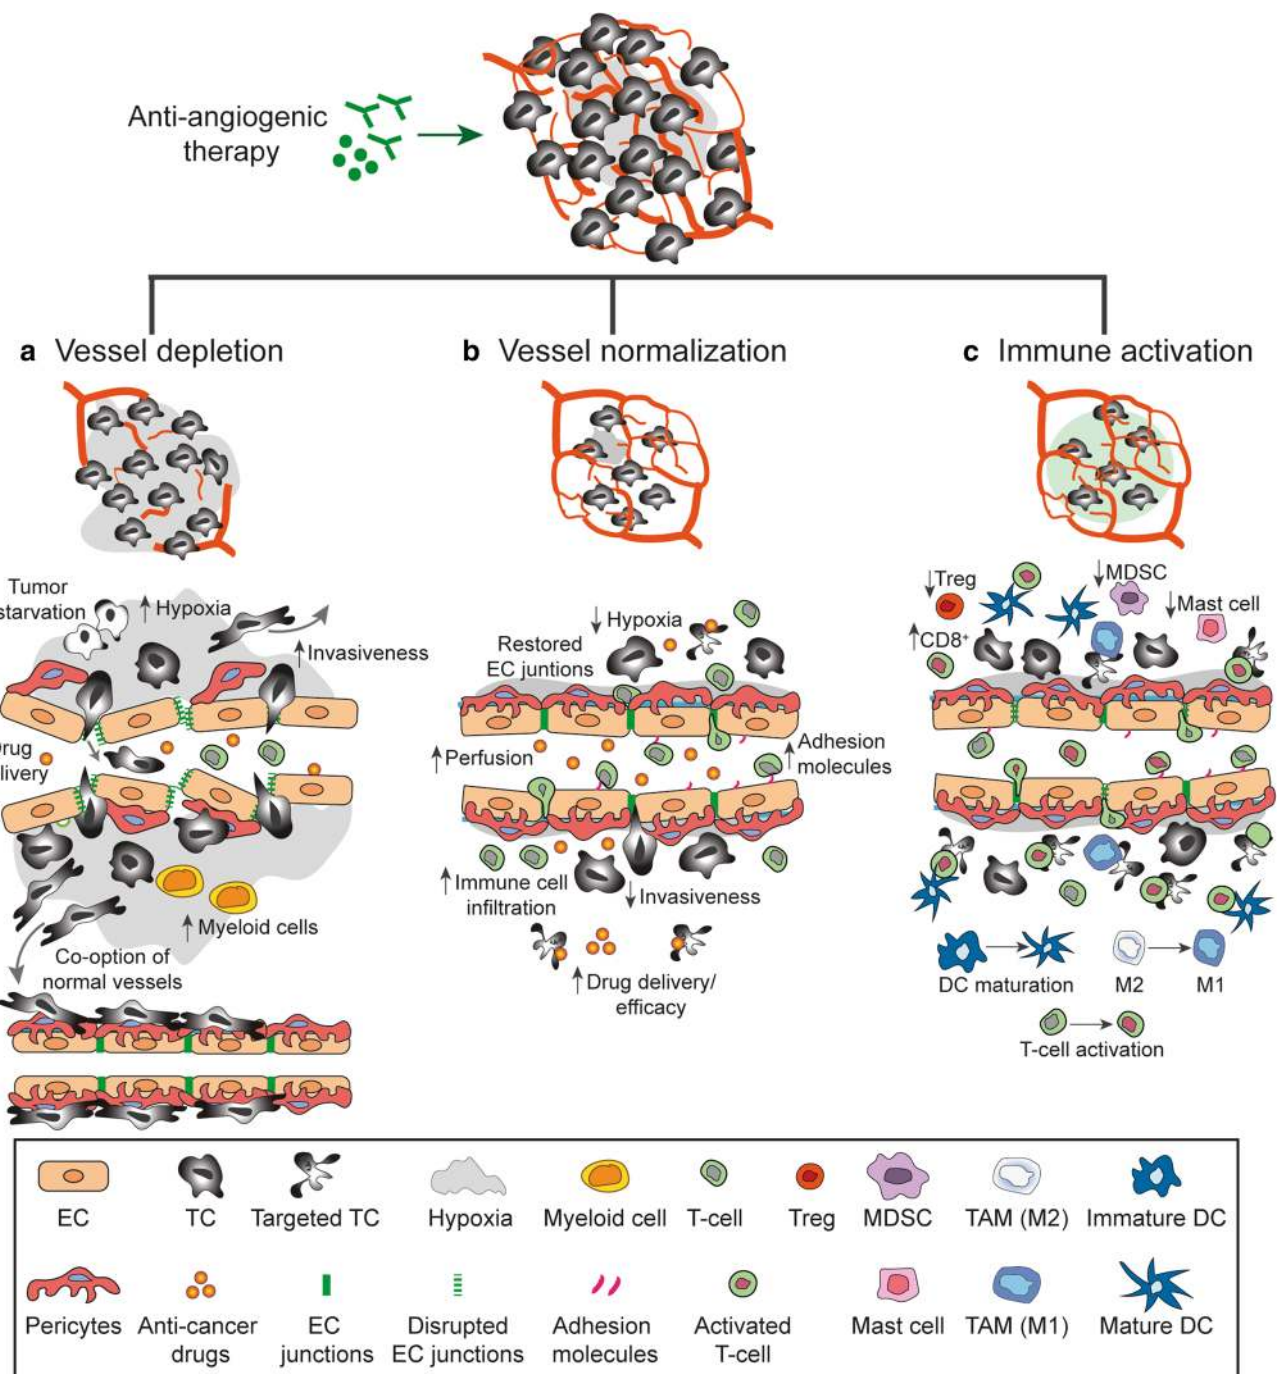 Anti-angiogenic
therapy
a Vessel depletion
b Vessel normalization
c Immune activation
Tumor
starvation
↑ Hypoxia
↑ Invasiveness
Drug
delivery
↑ Myeloid cells
Co-option of
normal vessels
↓ Hypoxia
Restored
EC juntions
↑ Perfusion
↑ Adhesion
molecules
↑ Immune cell
infiltration
↓ Invasiveness
↑ Drug delivery/
efficacy
↓ Treg
↓ MDSC
↓ Mast cell
↑ CD8⁺
DC maturation
M2
M1
T-cell activation
EC
TC
Targeted TC
Hypoxia
Myeloid cell
T-cell
Treg
MDSC
TAM (M2)
Immature DC
Pericytes
Anti-cancer
drugs
EC
junctions
Disrupted
EC junctions
Adhesion
molecules
Activated
T-cell
Mast cell
TAM (M1)
Mature DC